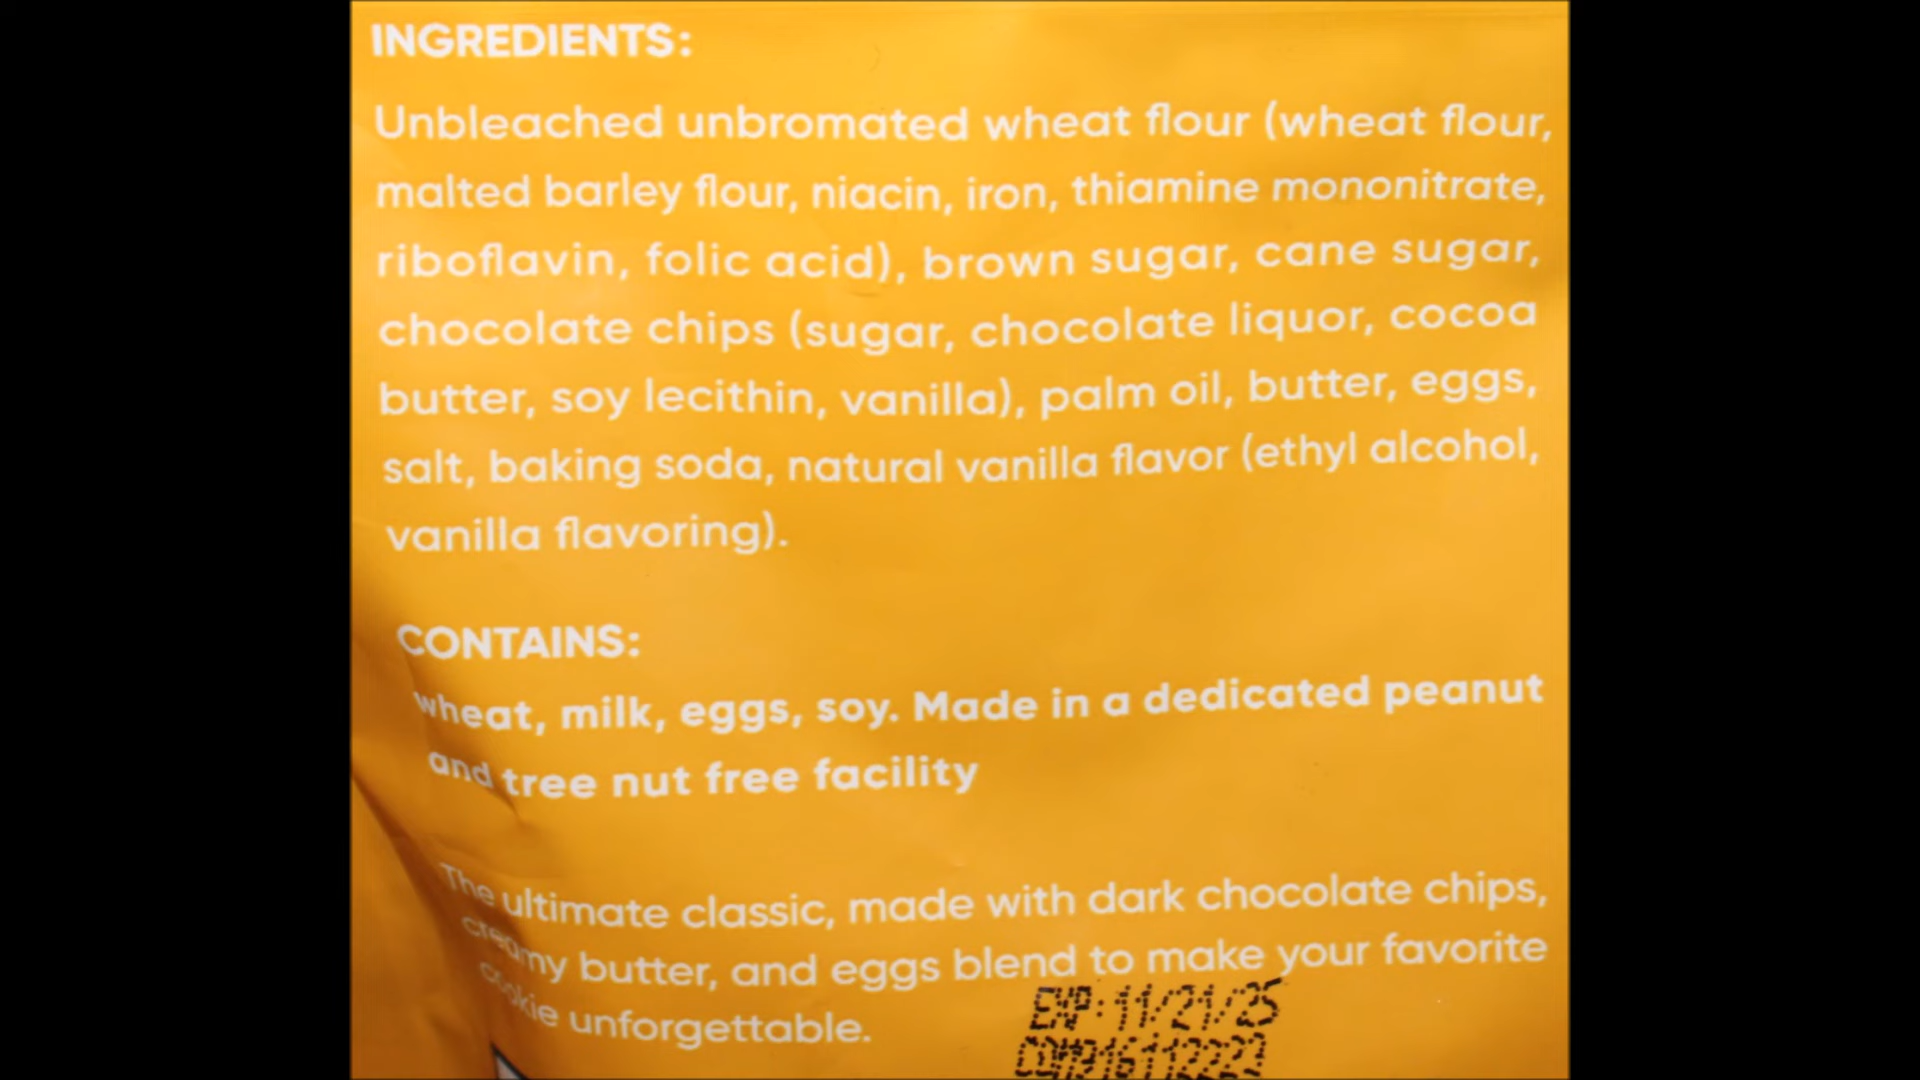 INGREDIENTS:
Unbleached unbromated wheat flour (wheat flour,
malted barley flour, niacin, iron, thiamine mononitrate,
riboflavin, folic acid), brown sugar, cane sugar,
chocolate chips (sugar, chocolate liquor, cocoa
butter, soy lecithin, vanilla), palm oil, butter, eggs,
salt, baking soda, natural vanilla flavor (ethyl alcohol,
vanilla flavoring).
CONTAINS:
wheat, milk, eggs, soy. Made in a dedicated peanut
and tree nut free facility
The ultimate classic, made with dark chocolate chips,
creamy butter, and eggs blend to make your favorite
cookie unforgettable.
EXP:11/21/25